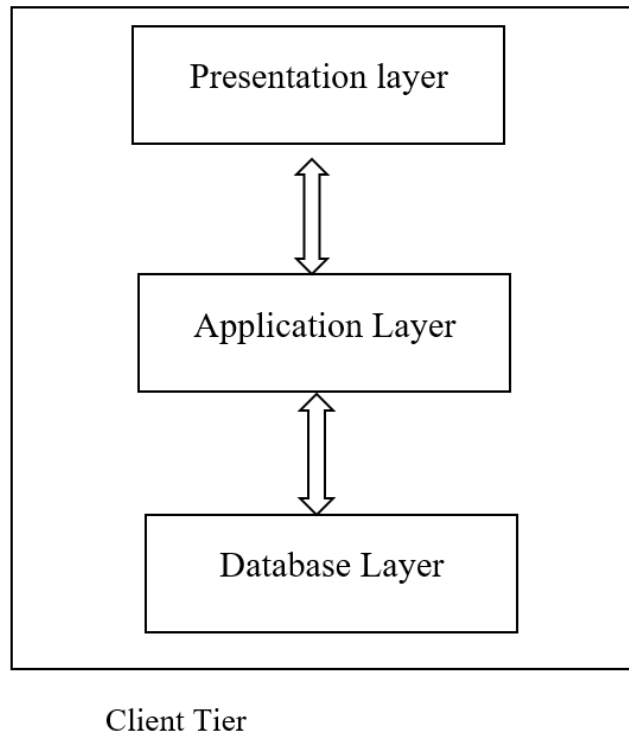 Presentation layer
Application Layer
Database Layer
Client Tier